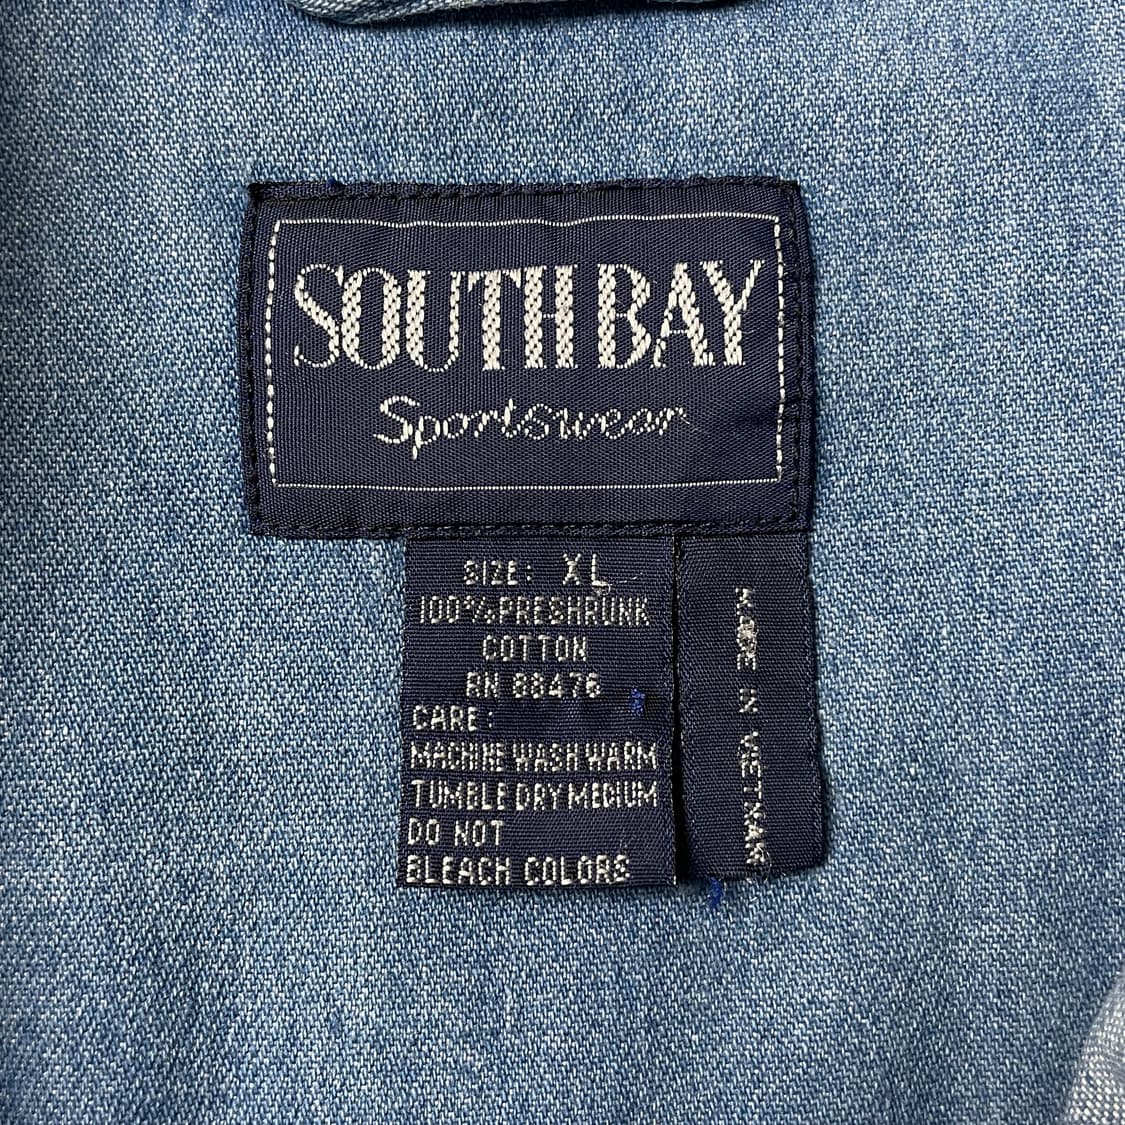 SOUTH BAY
Sportswear
SIZE: XL
100% PRESHRUNK
COTTON
RN 88476
CARE:
MACHINE WASH WARM
TUMBLE DRY MEDIUM
DO NOT
BLEACH COLORS
MADE IN VIETNAM